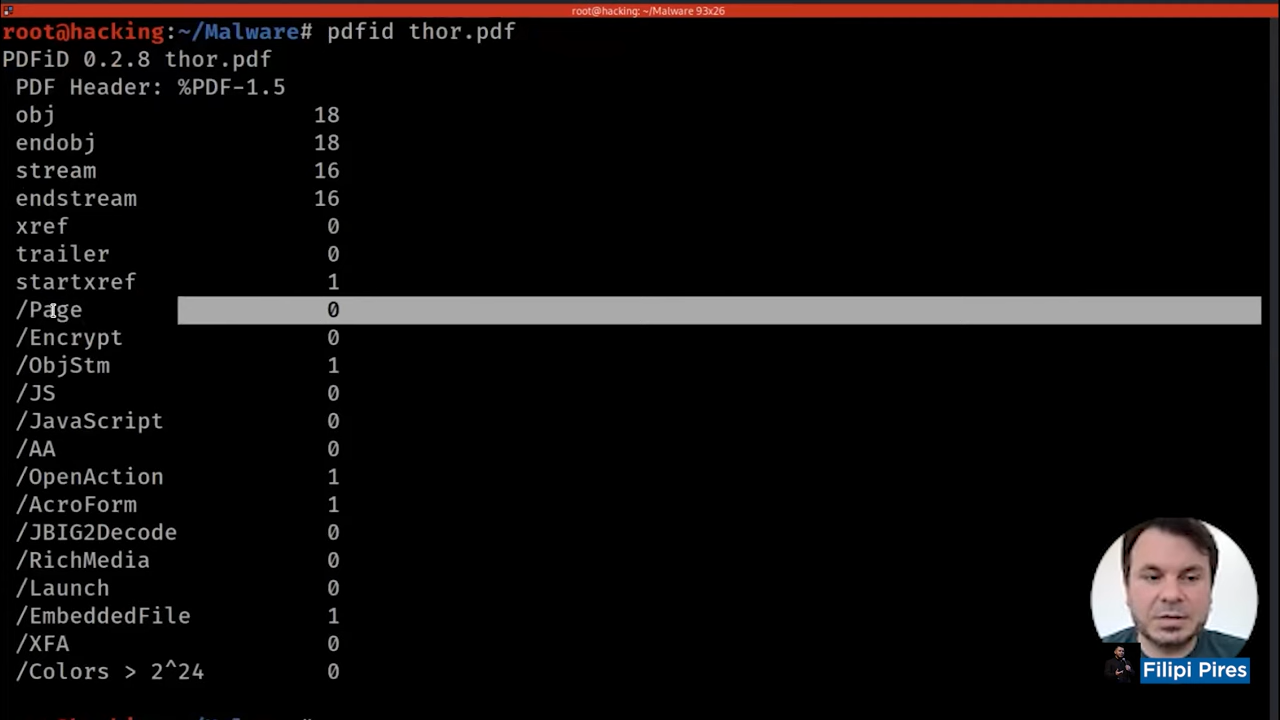 root@hacking: ~/Malware 93x26
root@hacking:~/Malware# pdfid thor.pdf
PDFiD 0.2.8 thor.pdf
PDF Header: %PDF-1.5
obj 18
endobj 18
stream 16
endstream 16
xref 0
trailer 0
startxref 1
/Page 0
/Encrypt 0
/ObjStm 1
/JS 0
/JavaScript 0
/AA 0
/OpenAction 1
/AcroForm 1
/JBIG2Decode 0
/RichMedia 0
/Launch 0
/EmbeddedFile 1
/XFA 0
/Colors > 2^24 0
Filipi Pires